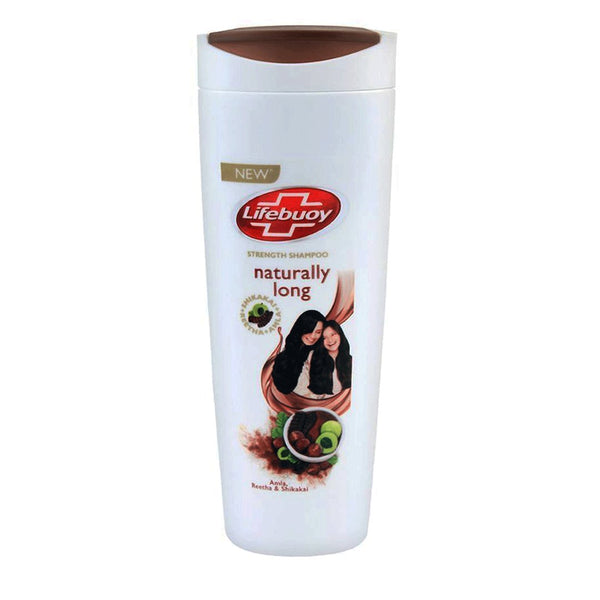 NEW
Lifebuoy
STRENGTH SHAMPOO
naturally
long
SHIKAKAI
REETHA
AMLA
Amla,
Reetha & Shikakai